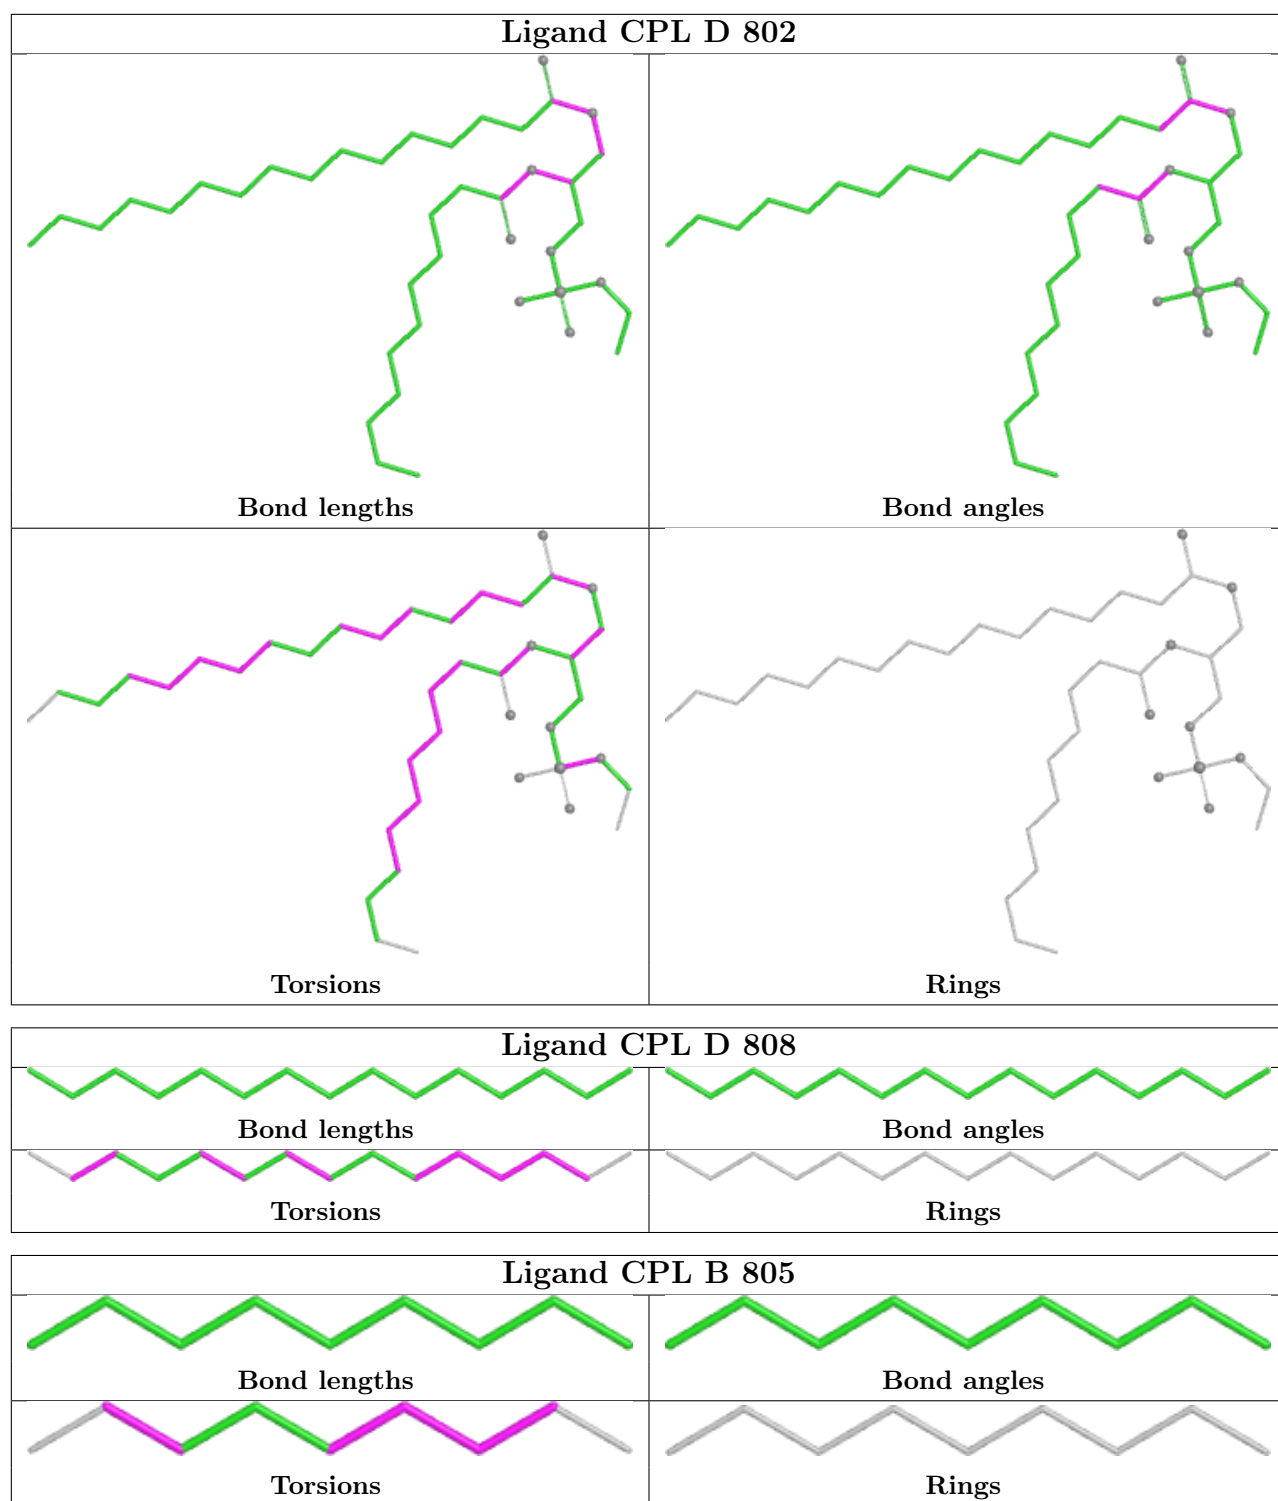 Ligand CPL D 802
Bond lengths
Bond angles
Torsions
Rings
Ligand CPL D 808
Bond lengths
Bond angles
Torsions
Rings
Ligand CPL B 805
Bond lengths
Bond angles
Torsions
Rings